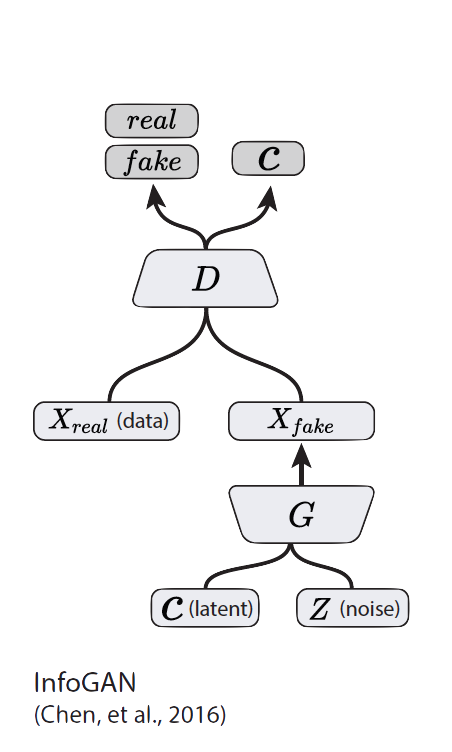 real
fake
C
D
X_real (data)
X_fake
G
C (latent)
Z (noise)
InfoGAN
(Chen, et al., 2016)